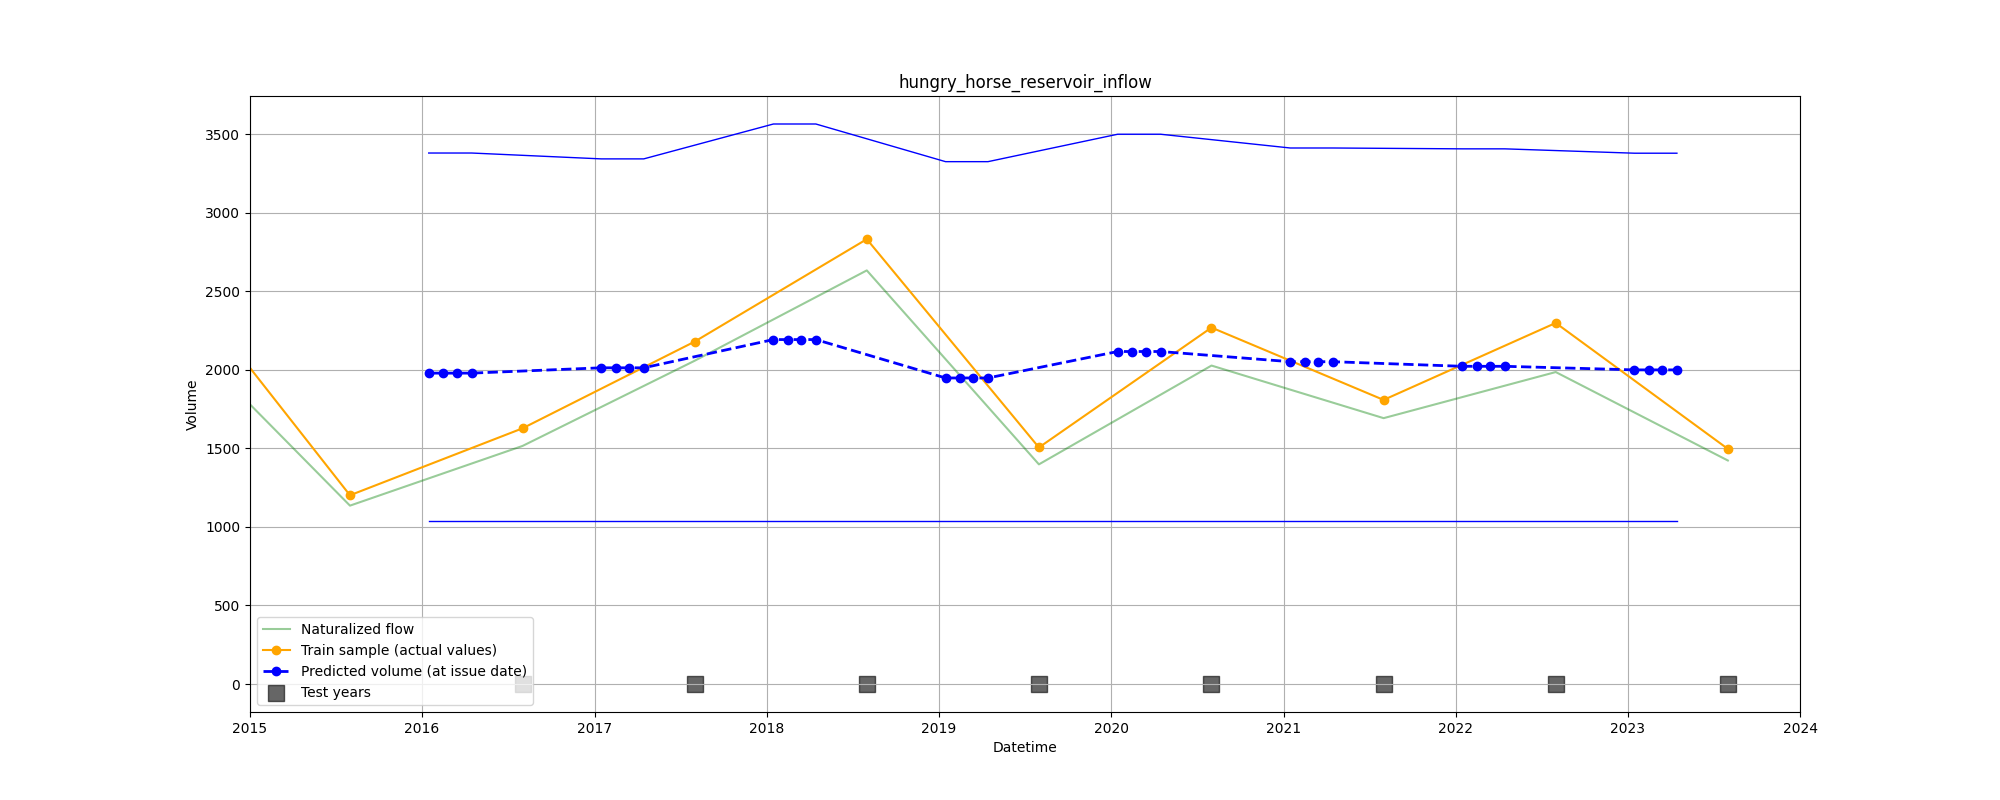 hungry_horse_reservoir_inflow
3500
3000
2500
2000
1500
1000
500
0
Volume
Naturalized flow
Train sample (actual values)
Predicted volume (at issue date)
Test years
2015 2016 2017 2018 2019 2020 2021 2022 2023 2024
Datetime